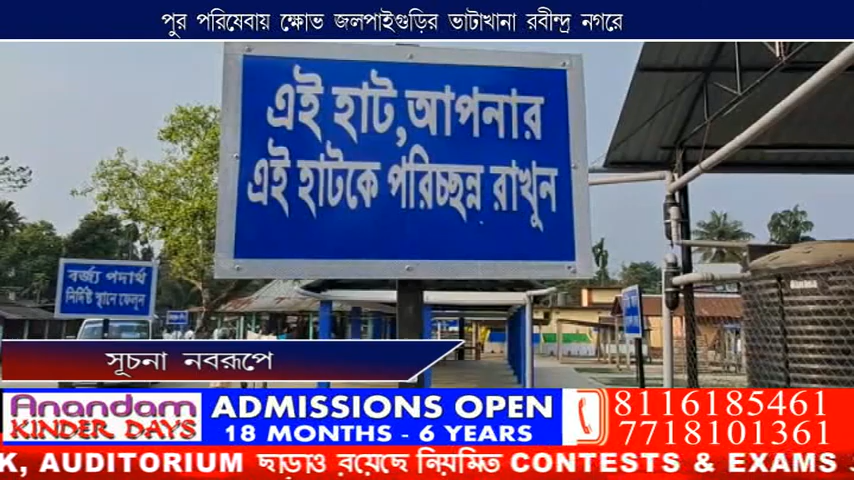 পুর পরিষেবায় ক্ষোভ জলপাইগুড়ির ভাটাখানা রবীন্দ্র নগরে
এই হাট,আপনার
এই হাটকে পরিচ্ছন্ন রাখুন
বর্জ্য পদার্থ
নির্দিষ্ট স্থানে ফেলুন
সূচনা নবরূপে
Anandam
KINDER DAYS
ADMISSIONS OPEN
18 MONTHS - 6 YEARS
8116185461
7718101361
K, AUDITORIUM ছাড়াও রয়েছে নিয়মিত CONTESTS & EXAMS